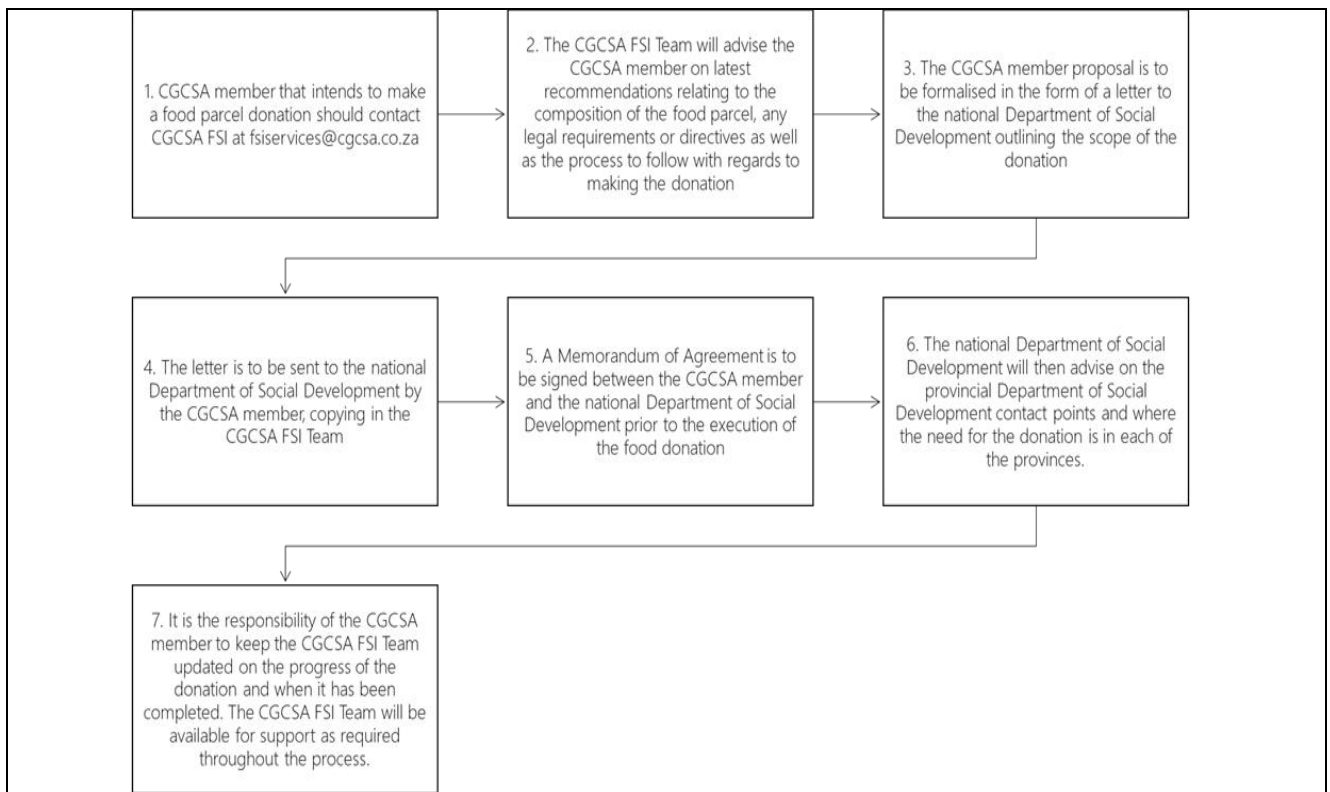 1. CGCSA member that intends to make
a food parcel donation should contact
CGCSA FSI at fsiservices@cgcsa.co.za
2. The CGCSA FSI Team will advise the
CGCSA member on latest
recommendations relating to the
composition of the food parcel, any
legal requirements or directives as well
as the process to follow with regards to
making the donation
3. The CGCSA member proposal is to
be formalised in the form of a letter to
the national Department of Social
Development outlining the scope of the
donation
4. The letter is to be sent to the national
Department of Social Development by
the CGCSA member, copying in the
CGCSA FSI Team
5. A Memorandum of Agreement is to
be signed between the CGCSA member
and the national Department of Social
Development prior to the execution of
the food donation
6. The national Department of Social
Development will then advise on the
provincial Department of Social
Development contact points and where
the need for the donation is in each of
the provinces.
7. It is the responsibility of the CGCSA
member to keep the CGCSA FSI Team
updated on the progress of the
donation and when it has been
completed. The CGCSA FSI Team will be
available for support as required
throughout the process.